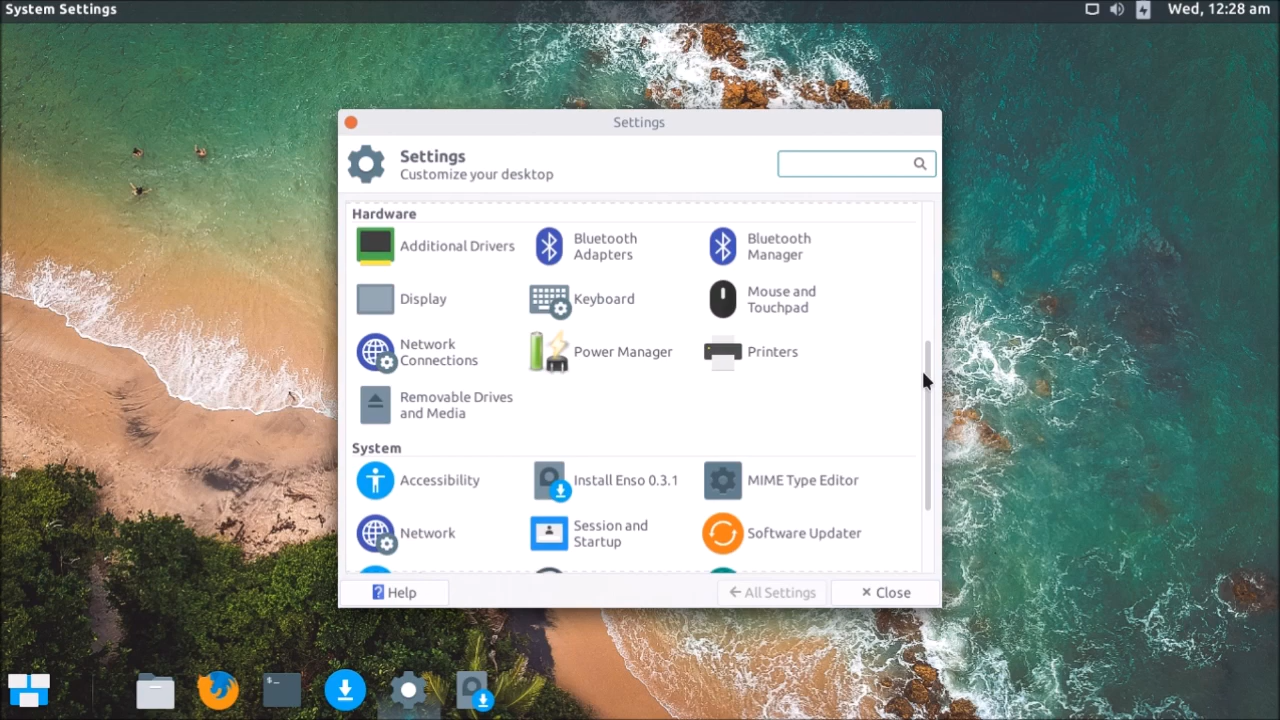 System Settings
Wed, 12:28 am
Settings
Settings
Customize your desktop
Hardware
Additional Drivers
Bluetooth
Adapters
Bluetooth
Manager
Display
Keyboard
Mouse and
Touchpad
Network
Connections
Power Manager
Printers
Removable Drives
and Media
System
Accessibility
Install Enso 0.3.1
MIME Type Editor
Network
Session and
Startup
Software Updater
? Help
All Settings
Close